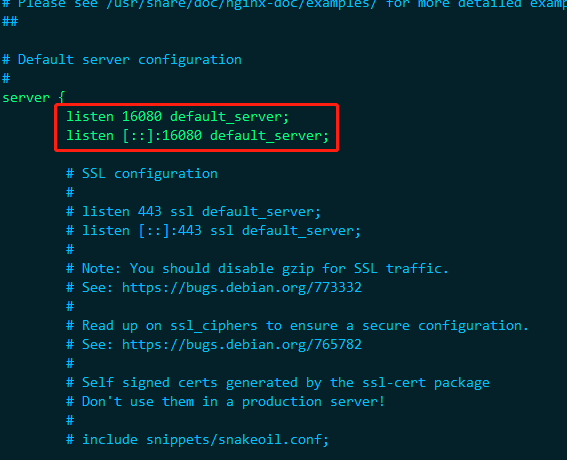 # Please see /usr/share/doc/nginx-doc/examples/ for more detailed exam
##
# Default server configuration
#
server {
listen 16080 default_server;
listen [::]:16080 default_server;
# SSL configuration
#
# listen 443 ssl default_server;
# listen [::]:443 ssl default_server;
#
# Note: You should disable gzip for SSL traffic.
# See: https://bugs.debian.org/773332
#
# Read up on ssl_ciphers to ensure a secure configuration.
# See: https://bugs.debian.org/765782
#
# Self signed certs generated by the ssl-cert package
# Don't use them in a production server!
#
# include snippets/snakeoil.conf;